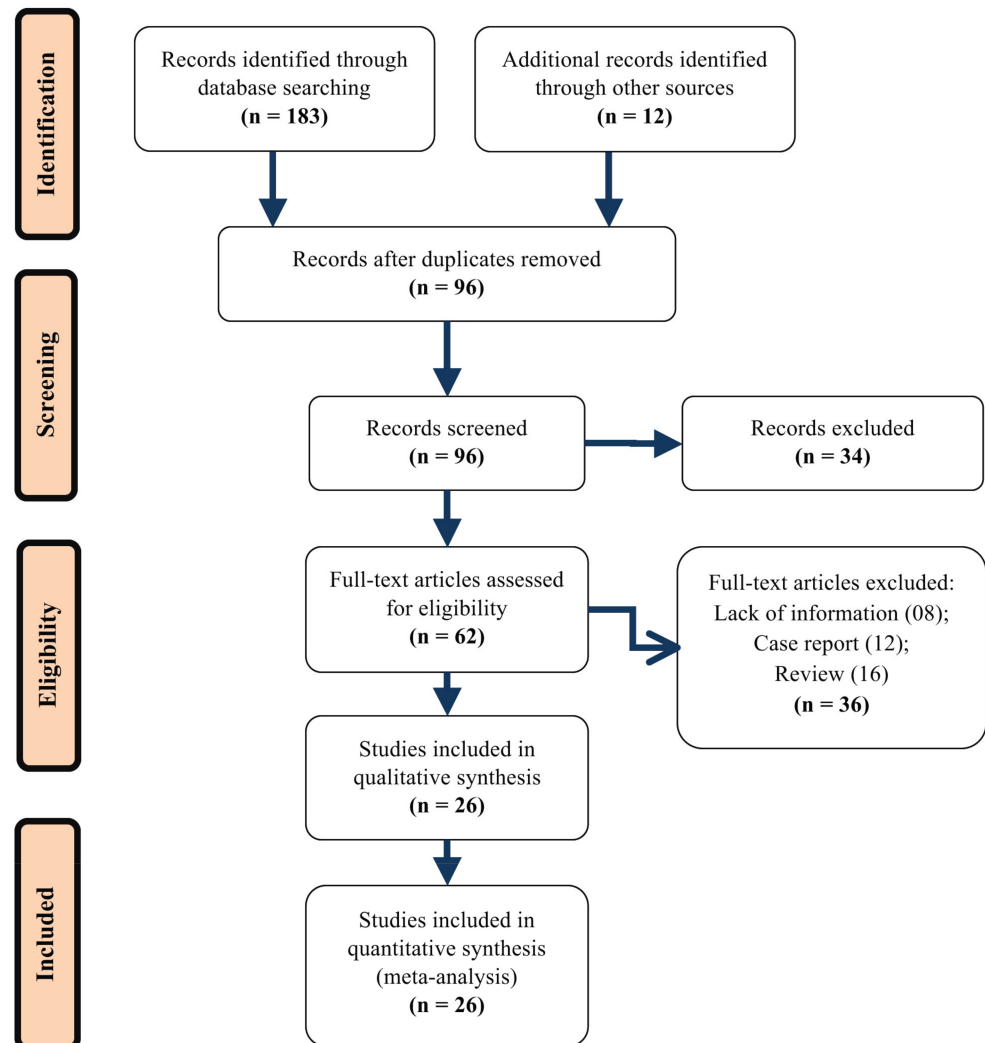 Identification
Records identified through
database searching
(n = 183)
Additional records identified
through other sources
(n = 12)
Records after duplicates removed
(n = 96)
Screening
Records screened
(n = 96)
Records excluded
(n = 34)
Eligibility
Full-text articles assessed
for eligibility
(n = 62)
Full-text articles excluded:
Lack of information (08);
Case report (12);
Review (16)
(n = 36)
Studies included in
qualitative synthesis
(n = 26)
Included
Studies included in
quantitative synthesis
(meta-analysis)
(n = 26)